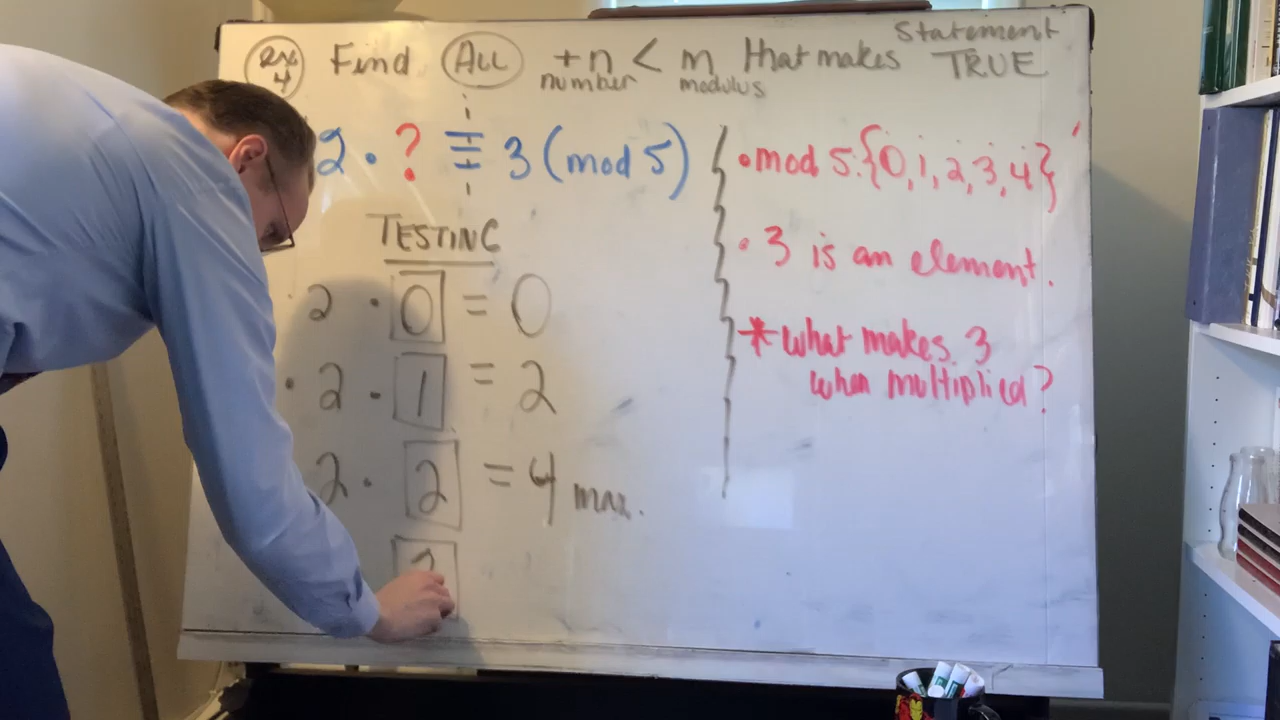 ex 4 Find ALL +n < m that makes statement TRUE
number modulus
2 · ? ≡ 3 (mod 5)
TESTING
2 · 0 = 0
· 2 · 1 = 2
2 · 2 = 4 max.
• mod 5: {0, 1, 2, 3, 4}
• 3 is an element.
* What makes 3
when multiplied?